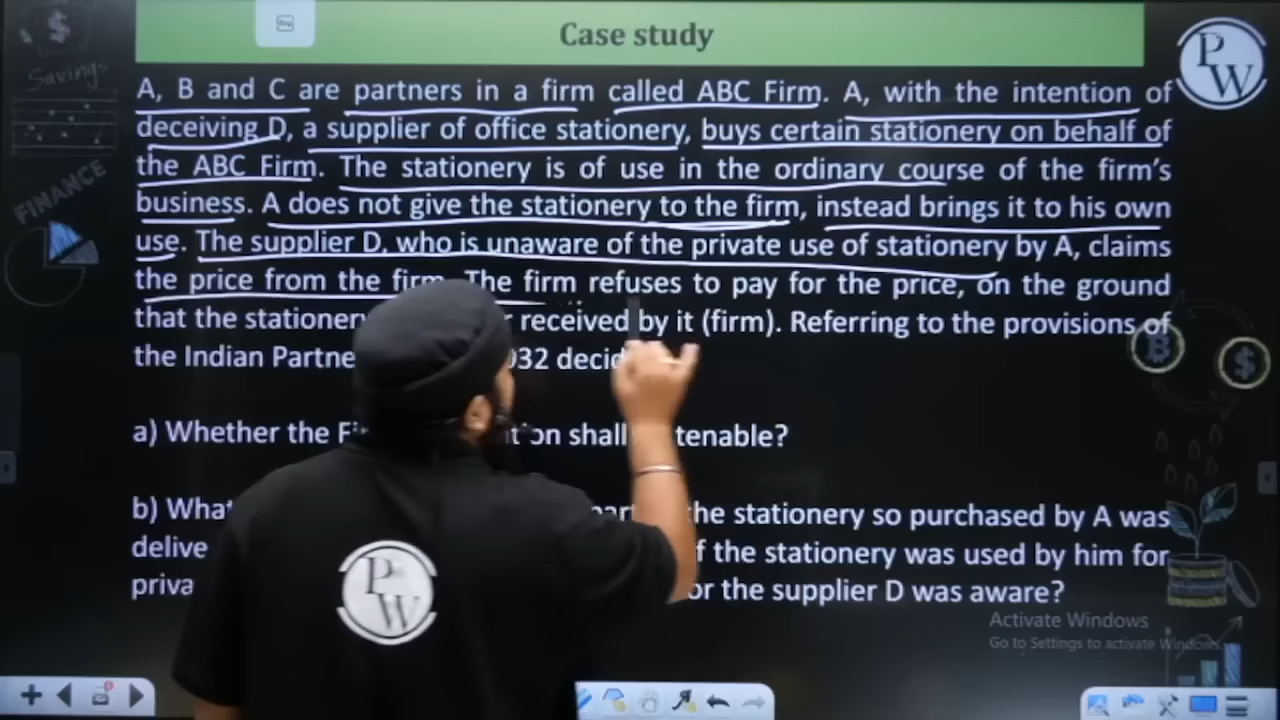 Case study
P
W
Savings
FINANCE
A, B and C are partners in a firm called ABC Firm. A, with the intention of
deceiving D, a supplier of office stationery, buys certain stationery on behalf of
the ABC Firm. The stationery is of use in the ordinary course of the firm's
business. A does not give the stationery to the firm, instead brings it to his own
use. The supplier D, who is unaware of the private use of stationery by A, claims
the price from the firm. The firm refuses to pay for the price, on the ground
that the stationery received by it (firm). Referring to the provisions of
the Indian 032
a) Whether the tenable?
b) the stationery so purchased by A was
the stationery was used by him for
or the supplier D was aware?
Activate Windows
Go to Settings to activate Windows.
P
W